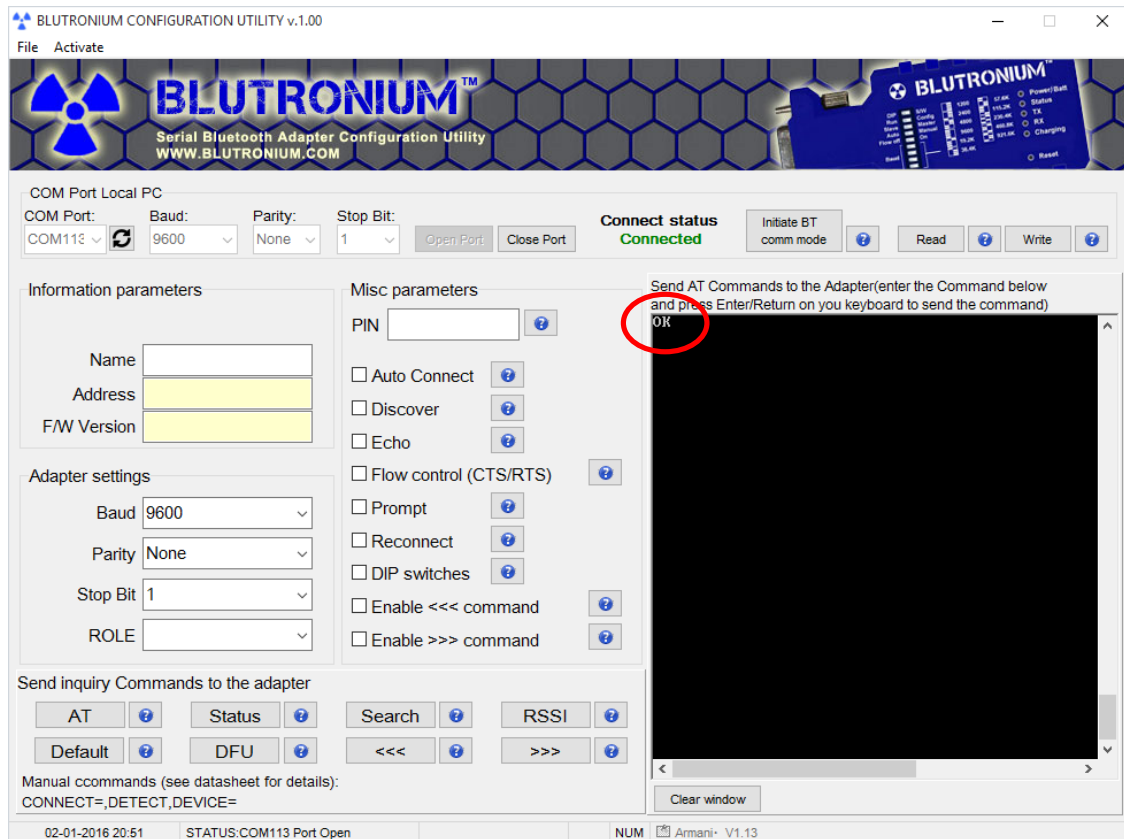 BLUTRONIUM CONFIGURATION UTILITY v.1.00
File Activate
BLUTRONIUM™
Serial Bluetooth Adapter Configuration Utility
WWW.BLUTRONIUM.COM
BLUTRONIUM™
COM Port Local PC
COM Port: Baud: Parity: Stop Bit:
COM113 9600 None 1 Open Port Close Port
Connect status
Connected
Initiate BT
comm mode
Read Write
Information parameters
Name
Address
F/W Version
Adapter settings
Baud 9600
Parity None
Stop Bit 1
ROLE
Misc parameters
PIN
Auto Connect
Discover
Echo
Flow control (CTS/RTS)
Prompt
Reconnect
DIP switches
Enable <<< command
Enable >>> command
Send AT Commands to the Adapter(enter the Command below
and press Enter/Return on you keyboard to send the command)
OK
Send inquiry Commands to the adapter
AT Status Search RSSI
Default DFU <<< >>>
Manual ccommands (see datasheet for details):
CONNECT=,DETECT,DEVICE=
Clear window
02-01-2016 20:51 STATUS:COM113 Port Open NUM Armani· V1.13